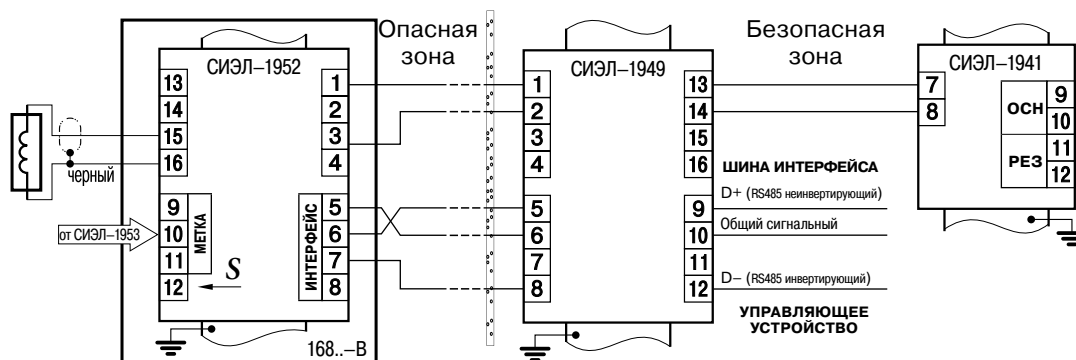 Опасная зона
Безопасная зона
СИЭЛ–1952
13
14
15
16
9
10
11
12
МЕТКА
1
2
3
4
ИНТЕРФЕЙС
5
6
7
8
черный
от СИЭЛ-1953
S
168..–В
СИЭЛ–1949
1
2
3
4
5
6
7
8
13
14
15
16
9
10
11
12
ШИНА ИНТЕРФЕЙСА
D+ (RS485 неинвертирующий)
Общий сигнальный
D– (RS485 инвертирующий)
УПРАВЛЯЮЩЕЕ
УСТРОЙСТВО
СИЭЛ–1941
7
8
ОСН
9
10
РЕЗ
11
12